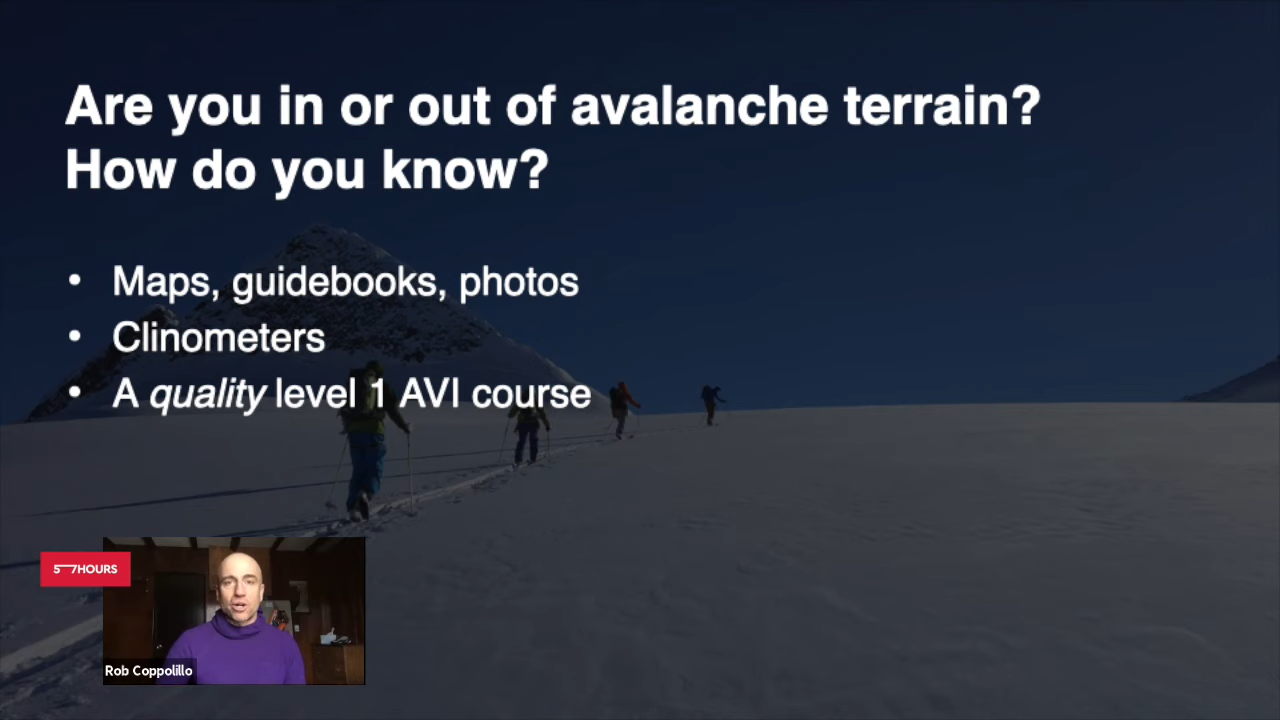 Are you in or out of avalanche terrain?
How do you know?
• Maps, guidebooks, photos
• Clinometers
• A quality level 1 AVI course
5—7HOURS
Rob Coppolillo